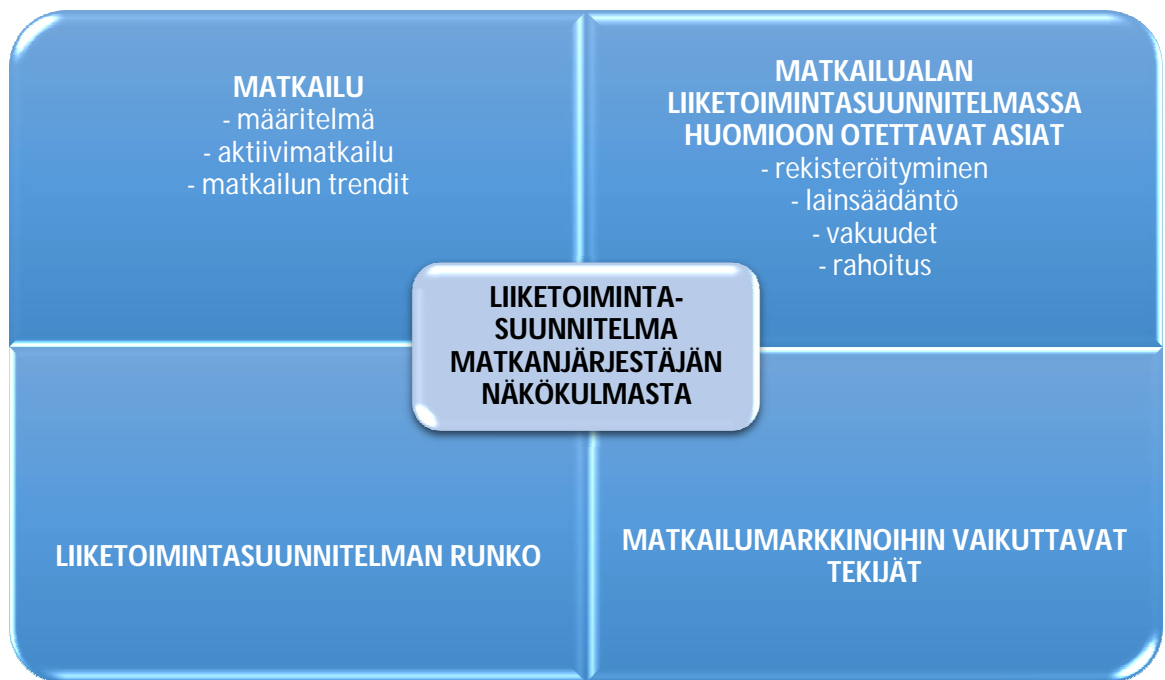 MATKAILU
- määritelmä
- aktiivimatkailu
- matkailun trendit
MATKAILUALAN
LIIKETOIMINTASUUNNITELMASSA
HUOMIOON OTETTAVAT ASIAT
- rekisteröityminen
- lainsäädäntö
- vakuudet
- rahoitus
LIIKETOIMINTA-
SUUNNITELMA
MATKANJÄRJESTÄJÄN
NÄKÖKULMASTA
LIIKETOIMINTASUUNNITELMAN RUNKO
MATKAILUMARKKINOIHIN VAIKUTTAVAT
TEKIJÄT